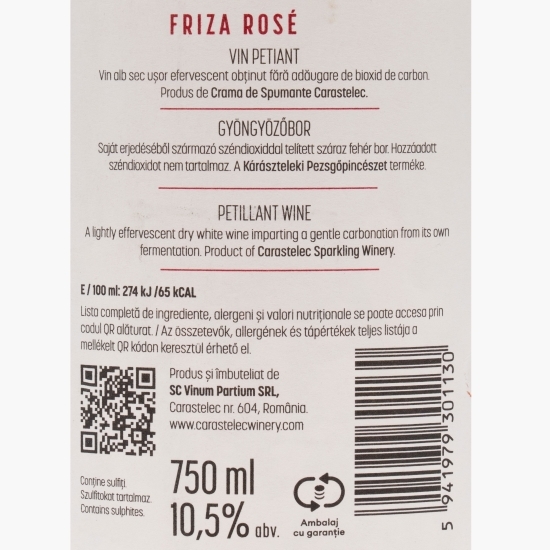 FRIZA ROSÉ
VIN PETIANT
Vin alb sec ușor efervescent obținut fără adăugare de bioxid de carbon.
Produs de Crama de Spumante Carastelec.
GYÖNGYÖZŐBOR
Saját erjedéséből származó széndioxiddal telített száraz fehér bor. Hozzáadott
széndioxidot nem tartalmaz. A Kárászteleki Pezsgőpincészet terméke.
PETILLANT WINE
A lightly effervescent dry white wine imparting a gentle carbonation from its own
fermentation. Product of Carastelec Sparkling Winery.
E / 100 ml: 274 kJ /65 kCAL
Lista completă de ingrediente, alergeni și valori nutriționale se poate accesa prin
codul QR alăturat. / Az összetevők, allergének és tápértékek teljes listája a
mellékelt QR kódon keresztül érhető el.
Produs și îmbuteliat de
SC Vinum Partium SRL,
Carastelec nr. 604, România.
www.carastelecwinery.com
Conține sulfiți.
Szulfitokat tartalmaz.
Contains sulphites.
750 ml
10,5% abv.
Ambalaj
cu garanție
5 941979 301130